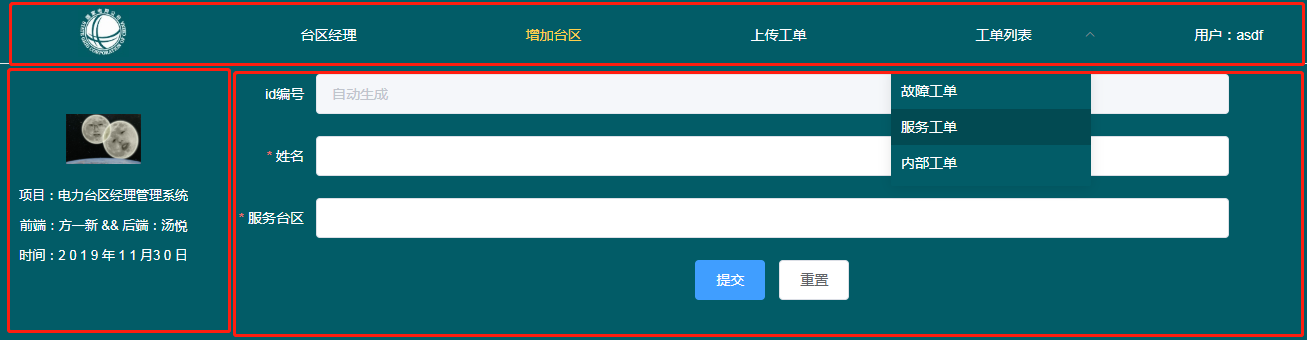 台区经理 增加台区 上传工单 工单列表 用户：asdf
故障工单
服务工单
内部工单
id编号 自动生成
* 姓名
* 服务台区
提交 重置
项目：电力台区经理管理系统
前端：方一新 && 后端：汤悦
时间：2 0 1 9 年 1 1 月3 0 日